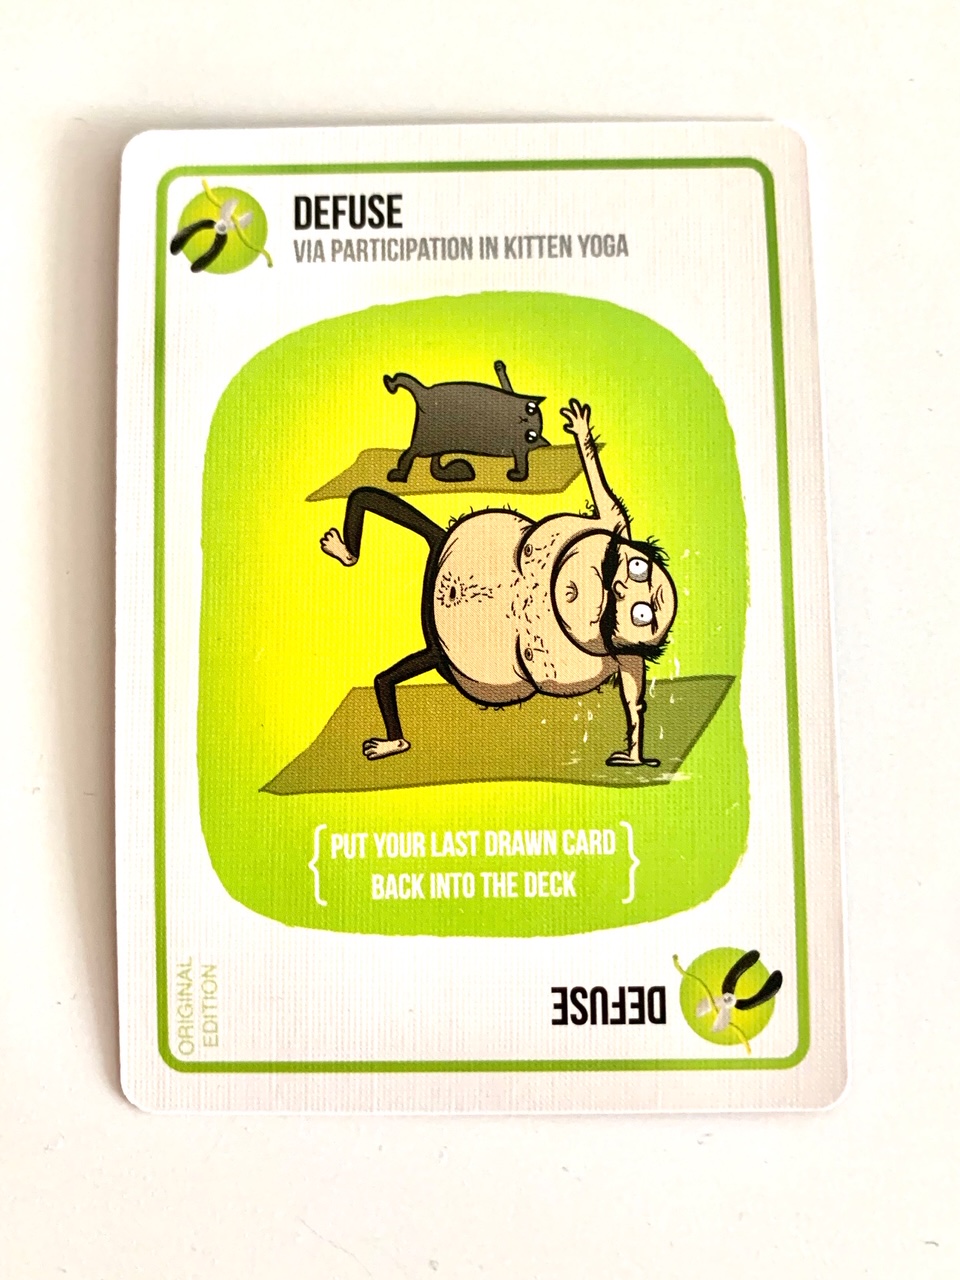 DEFUSE
VIA PARTICIPATION IN KITTEN YOGA
{PUT YOUR LAST DRAWN CARD
BACK INTO THE DECK}
ORIGINAL
EDITION
DEFUSE